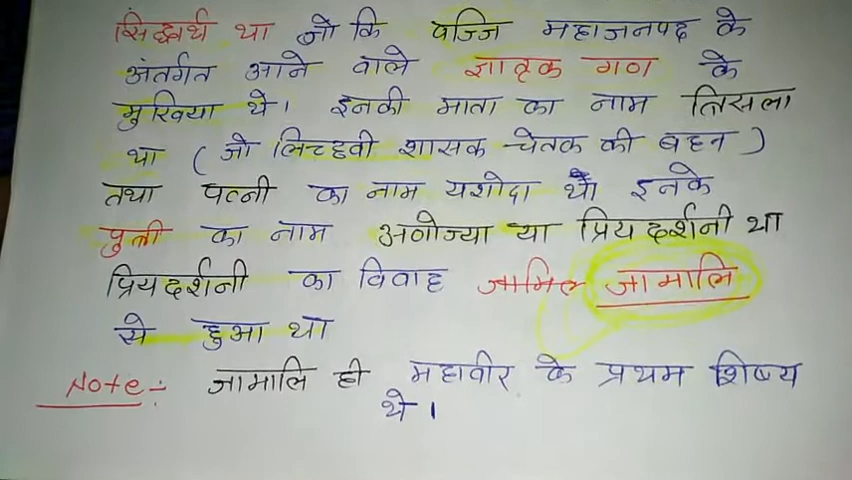 सिद्धार्थ था जो कि वज्जि महाजनपद के
अंतर्गत आने वाले ज्ञातृक गण के
मुखिया थे। इनकी माता का नाम त्रिसला
था (जो लिच्छवी शासक चेतक की बहन)
तथा पत्नी का नाम यशोदा था इनके
पुत्री का नाम अणोज्या या प्रियदर्शनी था
प्रियदर्शनी का विवाह जामिल जामालि
से हुआ था
Note:- जामालि ही महावीर के प्रथम शिष्य
थे।